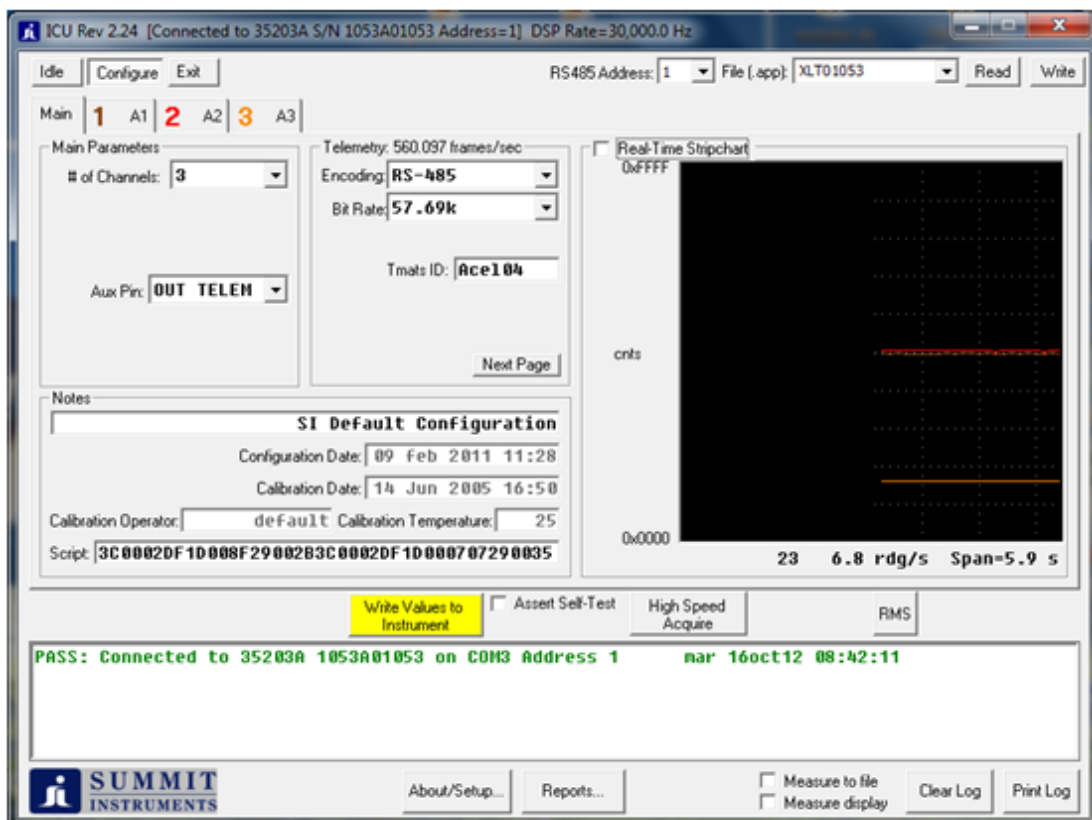 ICU Rev 2.24 [Connected to 35203A S/N 1053A01053 Address=1] DSP Rate=30,000.0 Hz
Idle Configure Exit RS485 Address: 1 File (.app): XLT01053 Read Write
Main 1 A1 2 A2 3 A3
Main Parameters
# of Channels: 3
Aux Pin: OUT TELEM
Telemetry: 560.097 frames/sec
Encoding: RS-485
Bit Rate: 57.69k
Tmats ID: Acel04
Next Page
Real-Time Stripchart
0xFFFF
cnts
0x0000
23 6.8 rdg/s Span=5.9 s
Notes
SI Default Configuration
Configuration Date: 09 Feb 2011 11:28
Calibration Date: 14 Jun 2005 16:50
Calibration Operator: default Calibration Temperature: 25
Script: 3C0002DF1D008F29002B3C0002DF1D000707290035
Write Values to
Instrument
Assert Self-Test
High Speed
Acquire
RMS
PASS: Connected to 35203A 1053A01053 on COM3 Address 1 mar 16oct12 08:42:11
SUMMIT
INSTRUMENTS
About/Setup...
Reports...
Measure to file
Measure display
Clear Log
Print Log